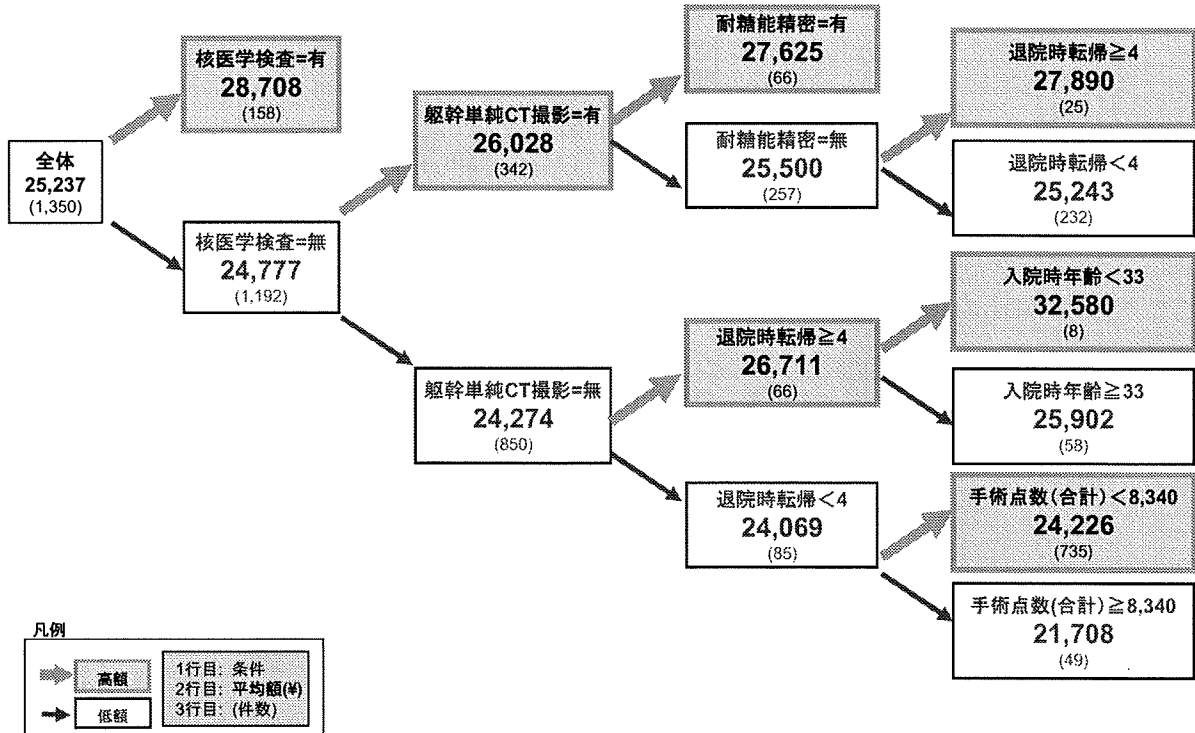 全体
25,237
(1,350)
核医学検査=有
28,708
(158)
核医学検査=無
24,777
(1,192)
躯幹単純CT撮影=有
26,028
(342)
躯幹単純CT撮影=無
24,274
(850)
耐糖能精密=有
27,625
(66)
耐糖能精密=無
25,500
(257)
退院時転帰≧4
26,711
(66)
退院時転帰<4
24,069
(85)
退院時転帰≧4
27,890
(25)
退院時転帰<4
25,243
(232)
入院時年齢<33
32,580
(8)
入院時年齢≧33
25,902
(58)
手術点数(合計)<8,340
24,226
(735)
手術点数(合計)≧8,340
21,708
(49)
凡例
高額
低額
1行目: 条件
2行目: 平均額(¥)
3行目: (件数)